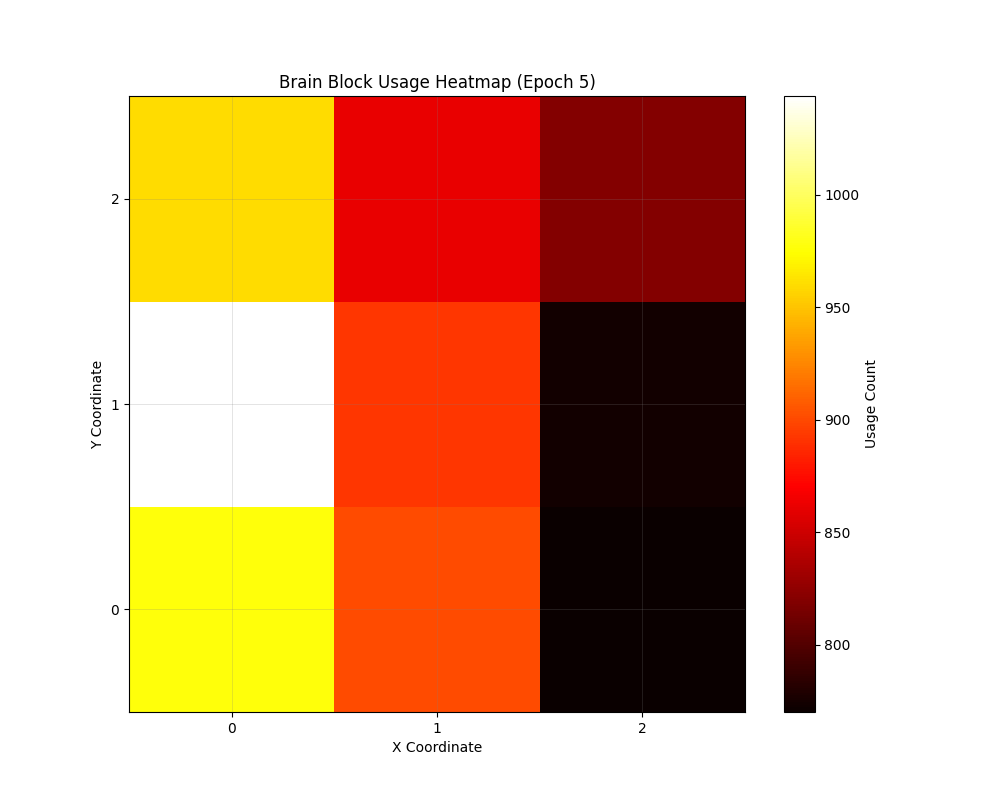 Brain Block Usage Heatmap (Epoch 5)
2
1
0
Y Coordinate
0 1 2
X Coordinate
1000
950
900
850
800
Usage Count